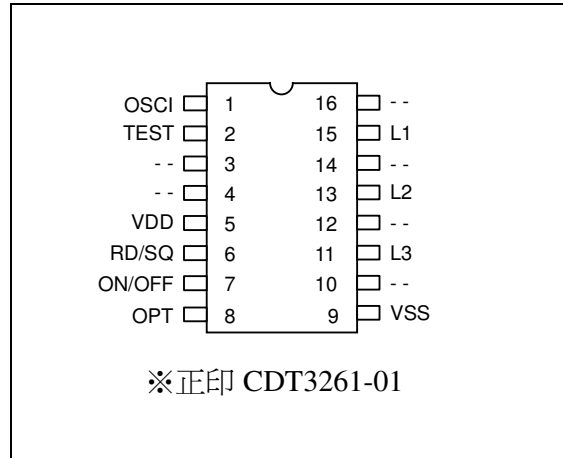 OSCI 1 16 - -
TEST 2 15 L1
- - 3 14 - -
- - 4 13 L2
VDD 5 12 - -
RD/SQ 6 11 L3
ON/OFF 7 10 - -
OPT 8 9 VSS
※正印 CDT3261-01